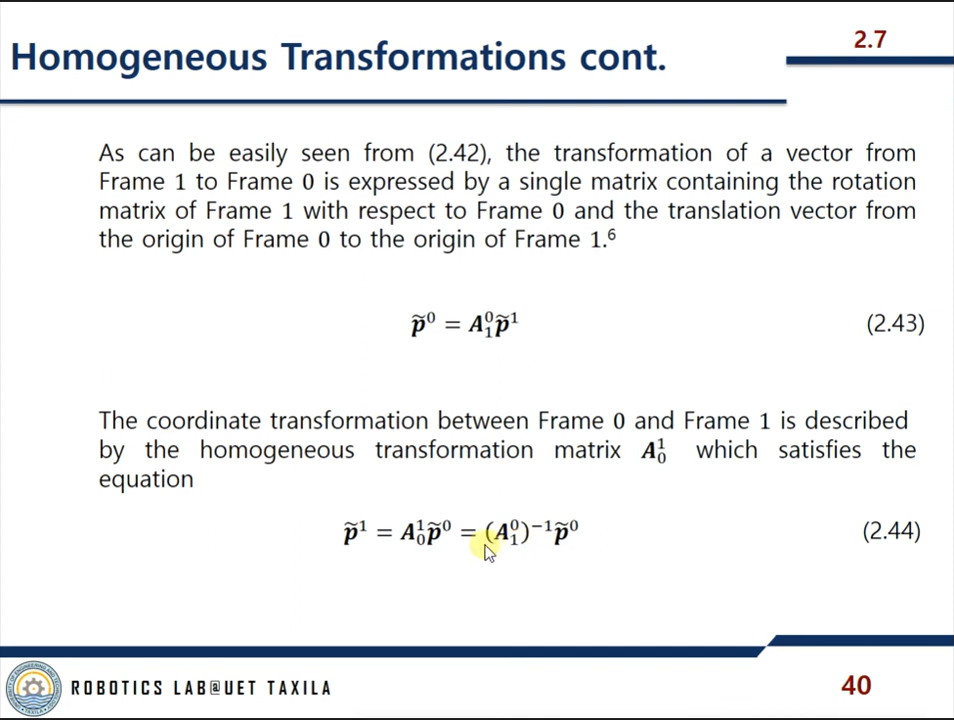 2.7
Homogeneous Transformations cont.
As can be easily seen from (2.42), the transformation of a vector from
Frame 1 to Frame 0 is expressed by a single matrix containing the rotation
matrix of Frame 1 with respect to Frame 0 and the translation vector from
the origin of Frame 0 to the origin of Frame 1.⁶
p̃⁰ = A₁⁰p̃¹ (2.43)
The coordinate transformation between Frame 0 and Frame 1 is described
by the homogeneous transformation matrix A₀¹ which satisfies the
equation
p̃¹ = A₀¹p̃⁰ = (A₁⁰)⁻¹p̃⁰ (2.44)
ROBOTICS LAB@UET TAXILA
40